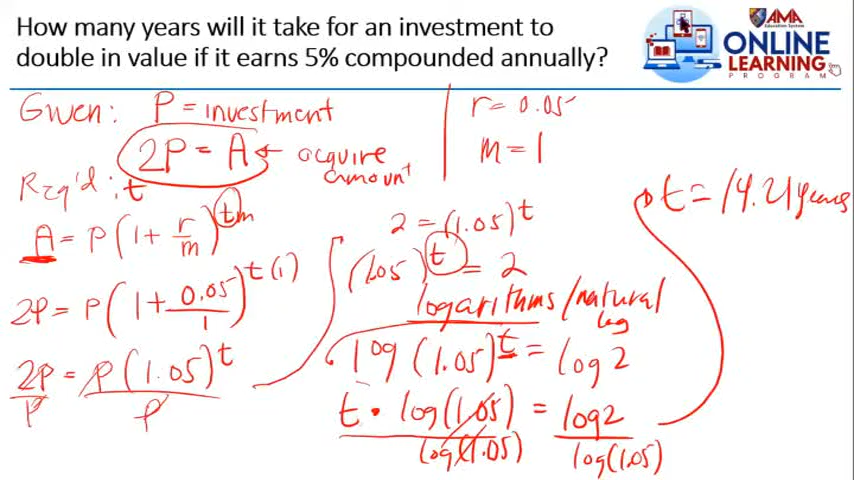 How many years will it take for an investment to
double in value if it earns 5% compounded annually?
AMA
Education System
ONLINE
LEARNING
PROGRAM
Given: P = investment
2P = A ← acquire
amount
Req'd: t
A = P(1 + r/m)^tm
2P = P(1 + 0.05/1)^t(1)
2P/P = P(1.05)^t/P
r = 0.05
m = 1
2 = (1.05)^t
(1.05)^t = 2
logarithms/natural
log
log(1.05)^t = log 2
t · log(1.05)/log(1.05) = log 2/log(1.05)
t = 14.21 years